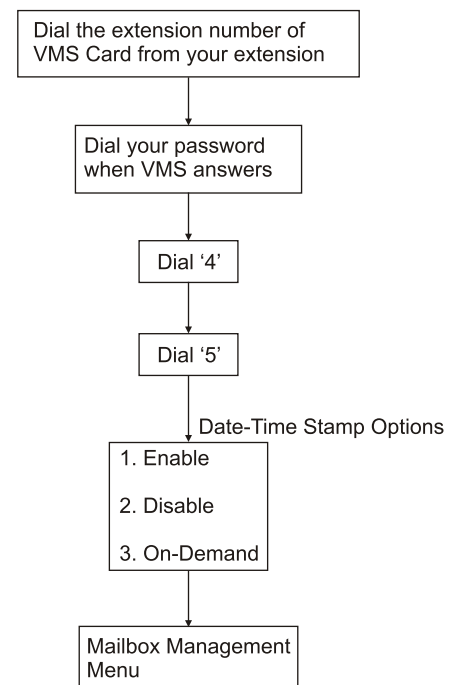 Dial the extension number of
VMS Card from your extension
Dial your password
when VMS answers
Dial ‘4’
Dial ‘5’
Date-Time Stamp Options
1. Enable
2. Disable
3. On-Demand
Mailbox Management
Menu